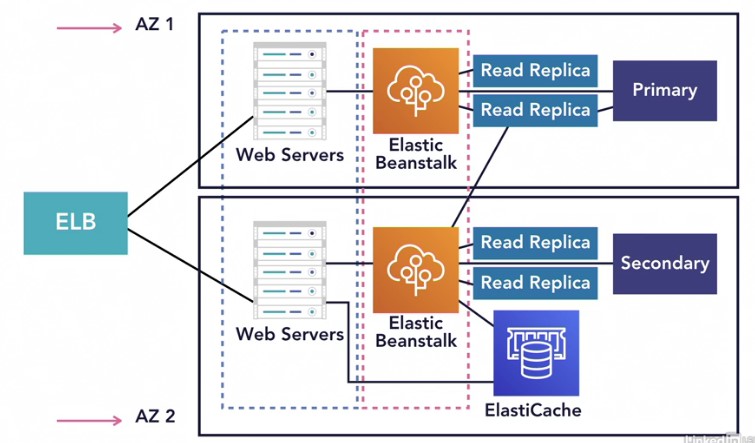 AZ 1
Web Servers
Elastic
Beanstalk
Read Replica
Read Replica
Primary
ELB
Web Servers
Elastic
Beanstalk
Read Replica
Read Replica
Secondary
ElastiCache
AZ 2